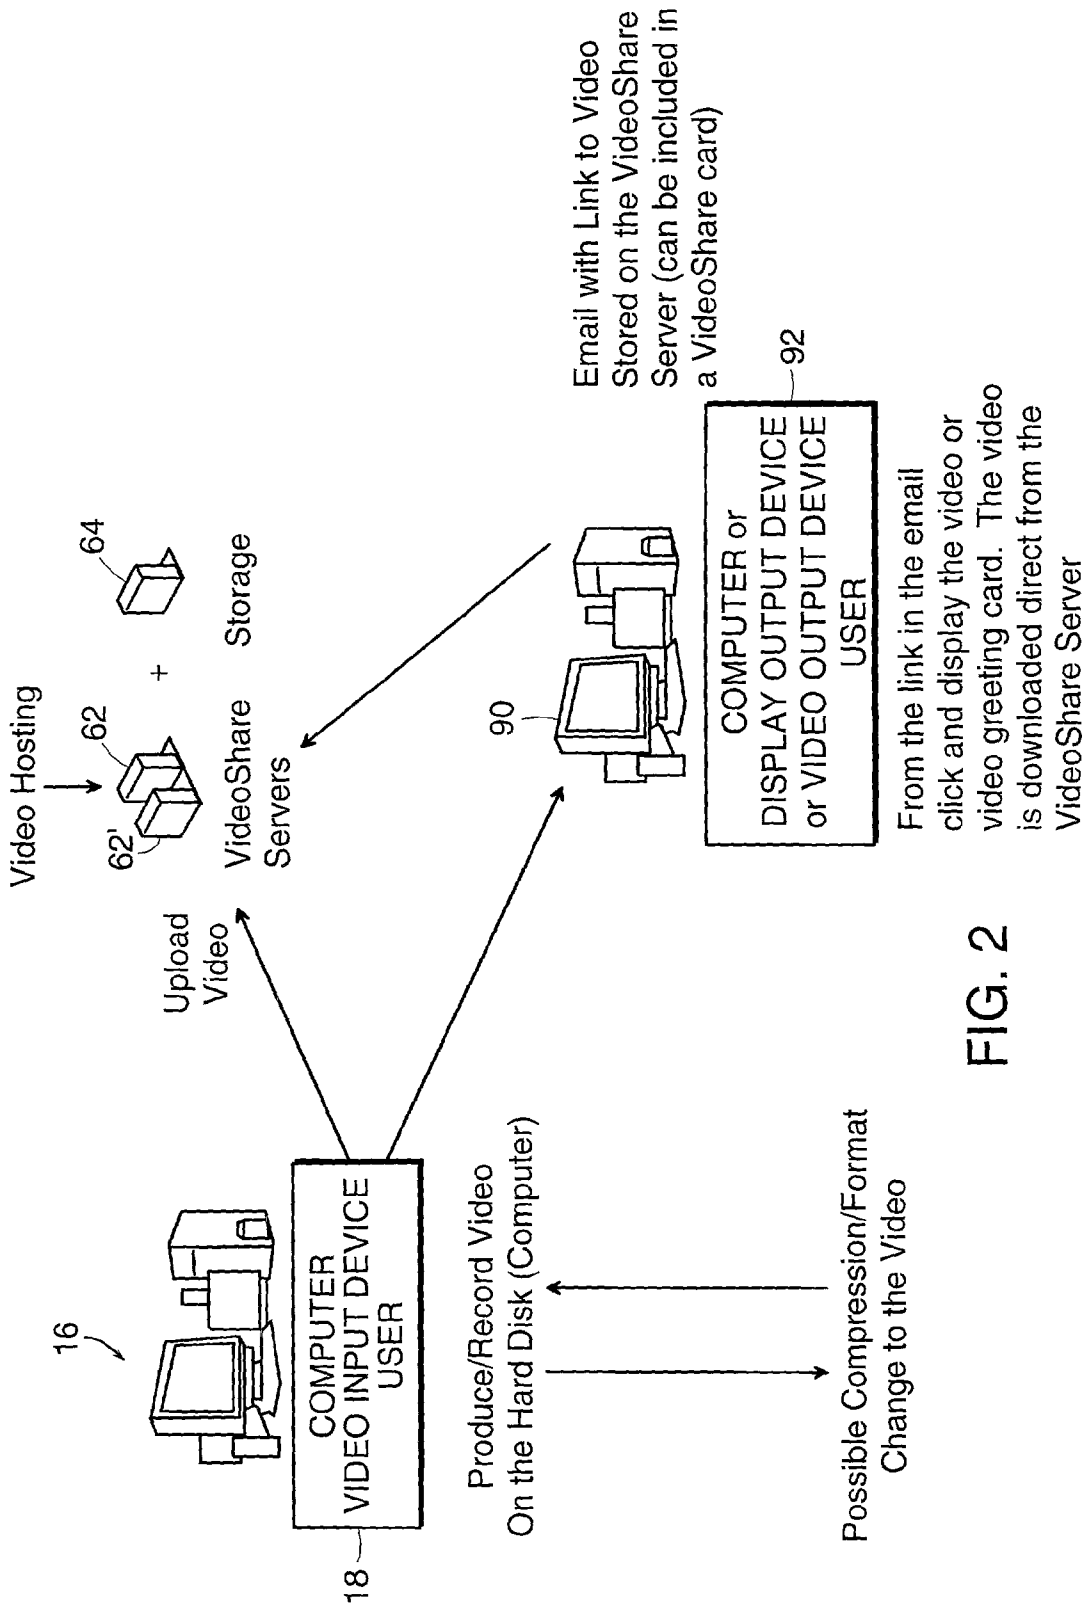 Video Hosting
62
62'
64
+
VideoShare
Servers
Storage
Upload
Video
16
COMPUTER
VIDEO INPUT DEVICE
USER
18
Produce/Record Video
On the Hard Disk (Computer)
Possible Compression/Format
Change to the Video
Email with Link to Video
Stored on the VideoShare
Server (can be included in
a VideoShare card)
90
92
COMPUTER or
DISPLAY OUTPUT DEVICE
or VIDEO OUTPUT DEVICE
USER
From the link in the email
click and display the video or
video greeting card. The video
is downloaded direct from the
VideoShare Server
FIG. 2